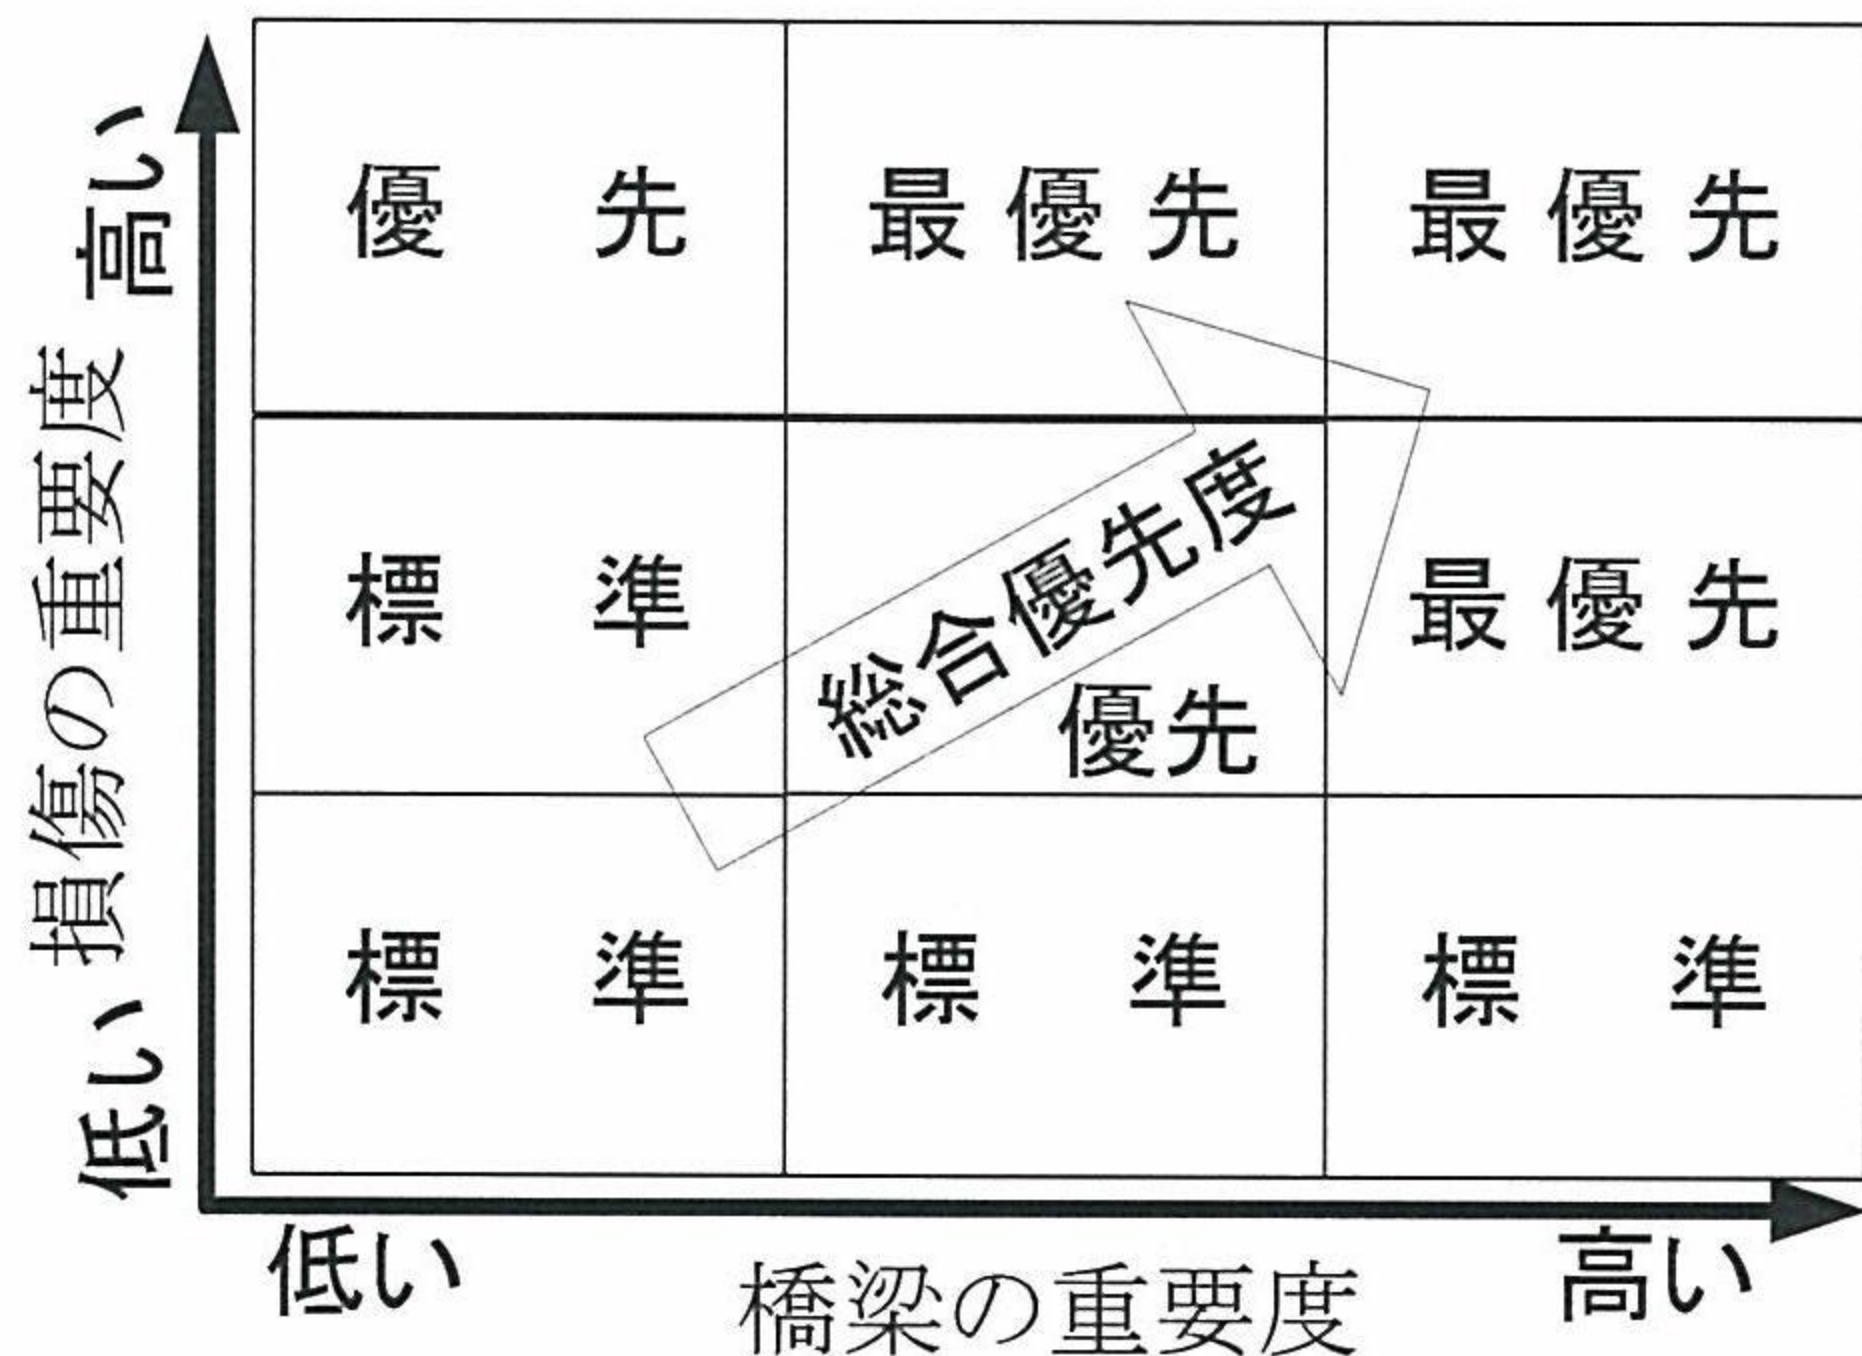 高い
損傷の重要度
低い
優 先
最 優 先
最 優 先
標 準
総合優先度
優先
最 優 先
標 準
標 準
標 準
低い
橋梁の重要度
高い